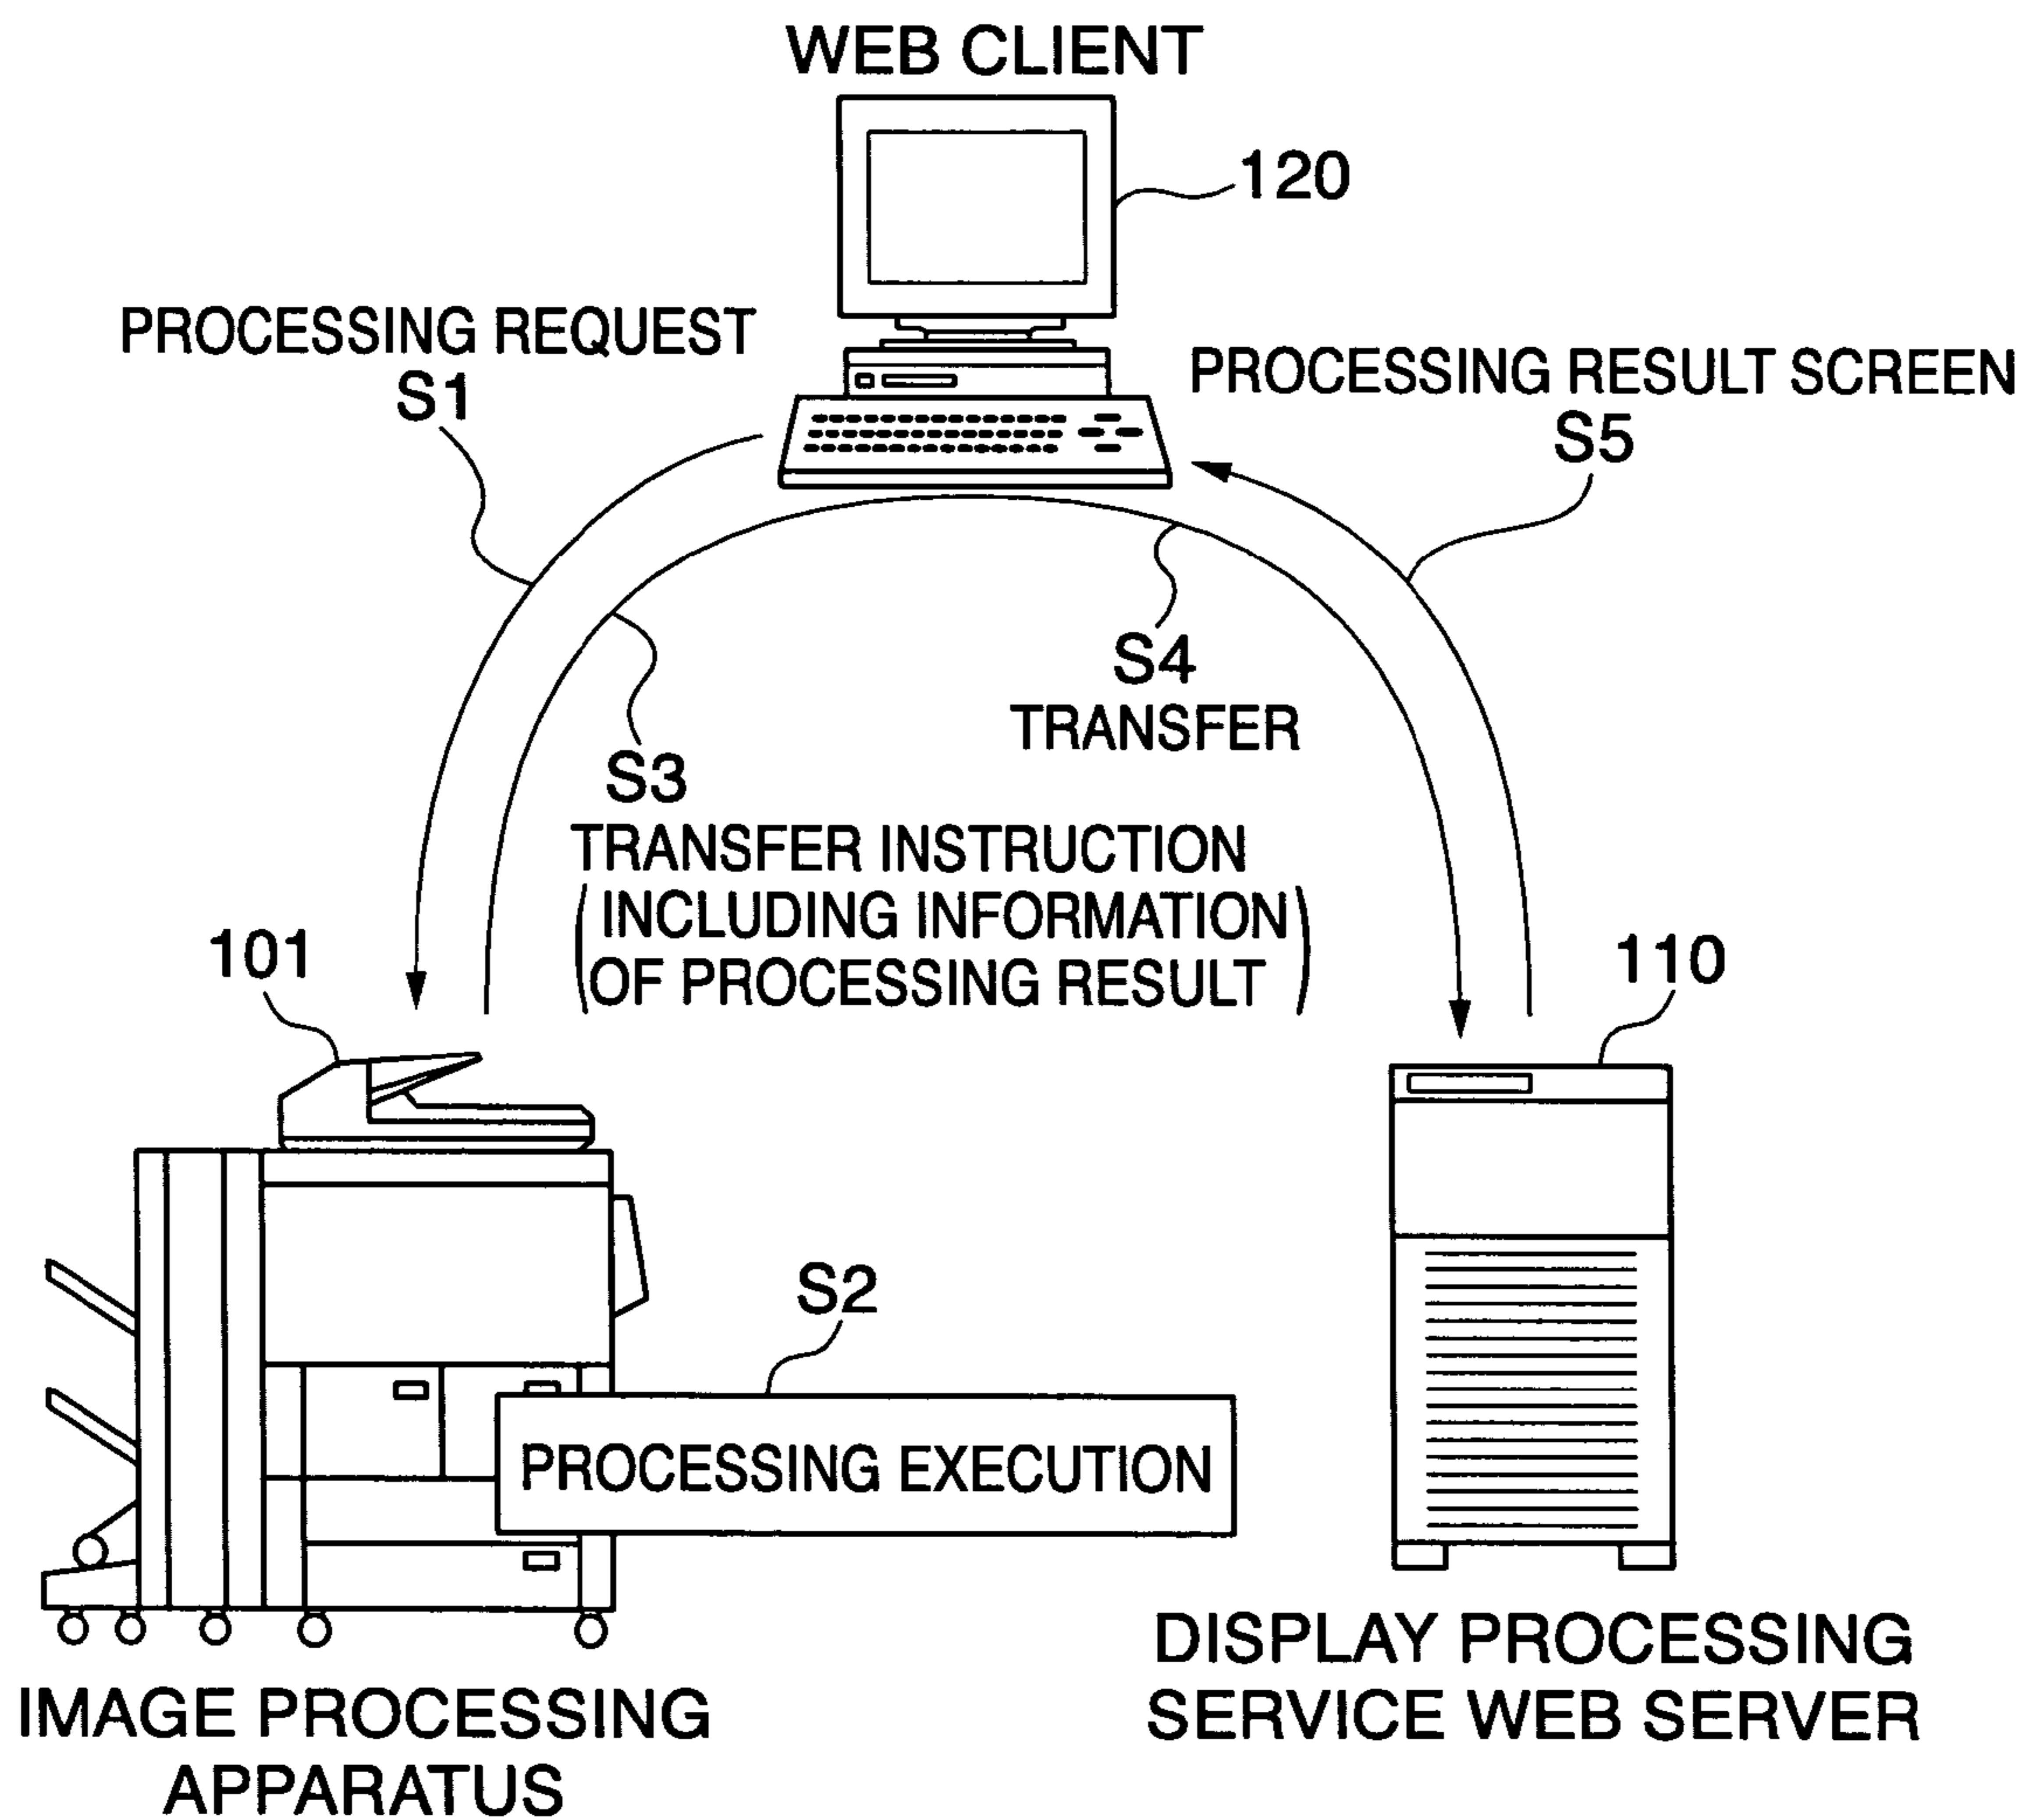 WEB CLIENT
120
PROCESSING REQUEST
S1
PROCESSING RESULT SCREEN
S5
S4
TRANSFER
S3
TRANSFER INSTRUCTION
(INCLUDING INFORMATION
OF PROCESSING RESULT)
101
110
S2
PROCESSING EXECUTION
IMAGE PROCESSING
APPARATUS
DISPLAY PROCESSING
SERVICE WEB SERVER